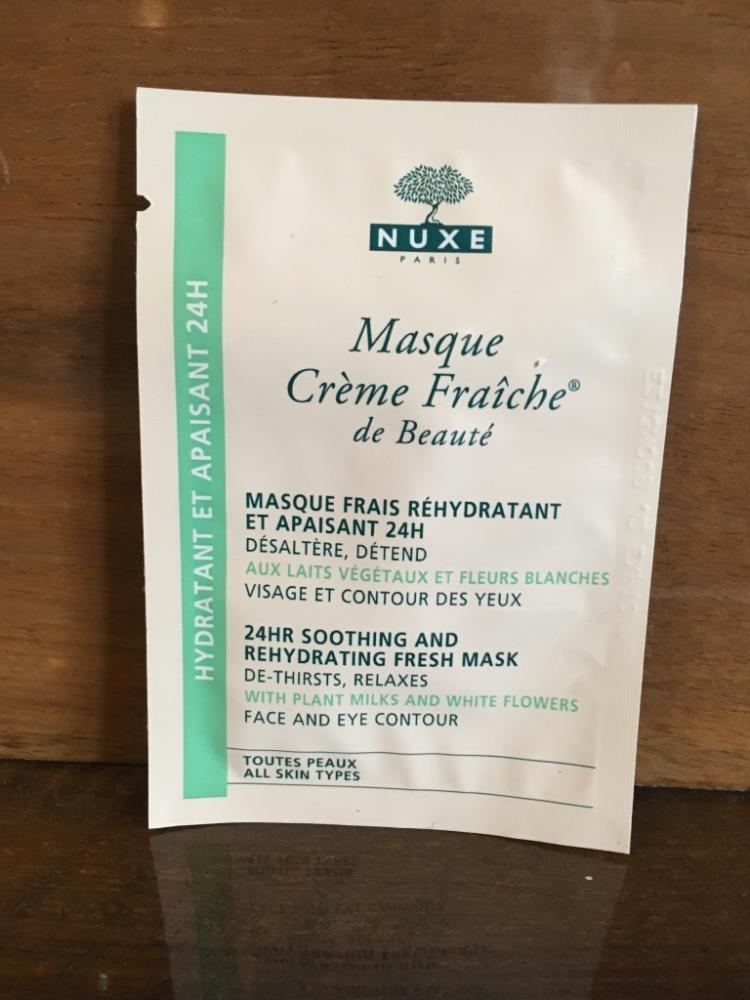 NUXE
PARIS
Masque
Crème Fraîche®
de Beauté
HYDRATANT ET APAISANT 24H
MASQUE FRAIS RÉHYDRATANT
ET APAISANT 24H
DÉSALTÈRE, DÉTEND
AUX LAITS VÉGÉTAUX ET FLEURS BLANCHES
VISAGE ET CONTOUR DES YEUX
24HR SOOTHING AND
REHYDRATING FRESH MASK
DE-THIRSTS, RELAXES
WITH PLANT MILKS AND WHITE FLOWERS
FACE AND EYE CONTOUR
TOUTES PEAUX
ALL SKIN TYPES